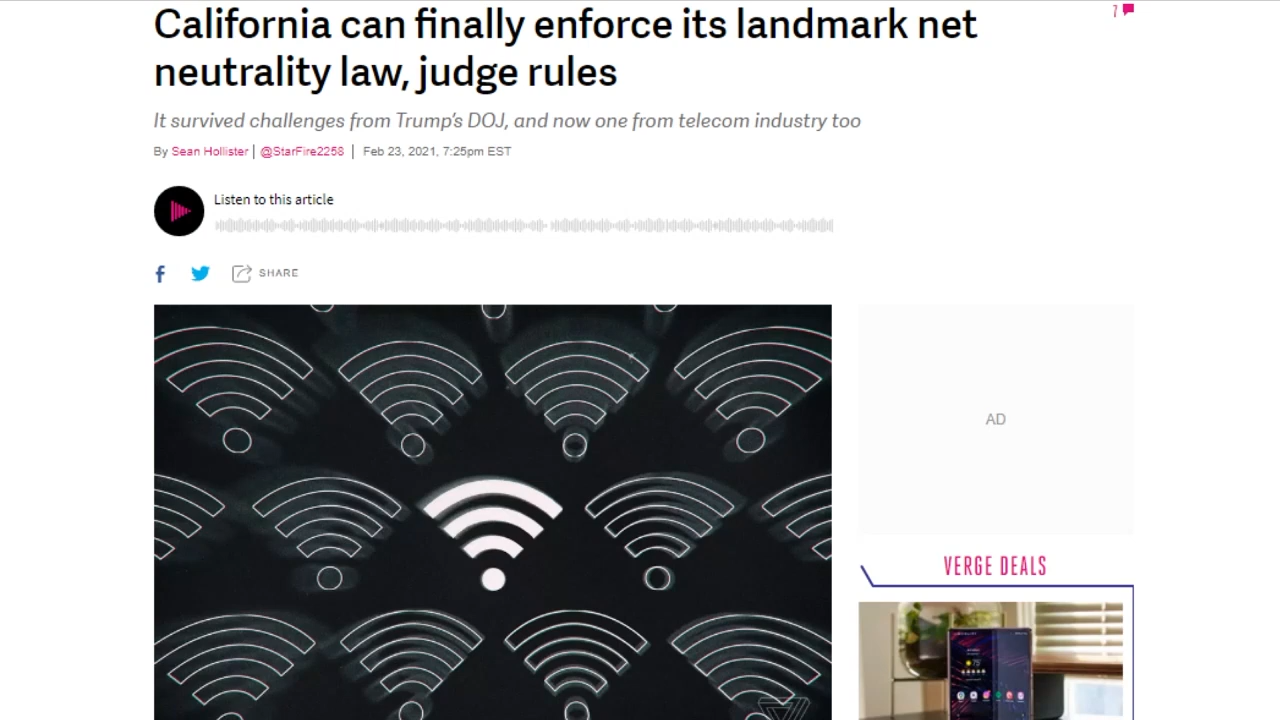 California can finally enforce its landmark net
neutrality law, judge rules
7
It survived challenges from Trump's DOJ, and now one from telecom industry too
By Sean Hollister | @StarFire2258 | Feb 23, 2021, 7:25pm EST
Listen to this article
SHARE
AD
VERGE DEALS